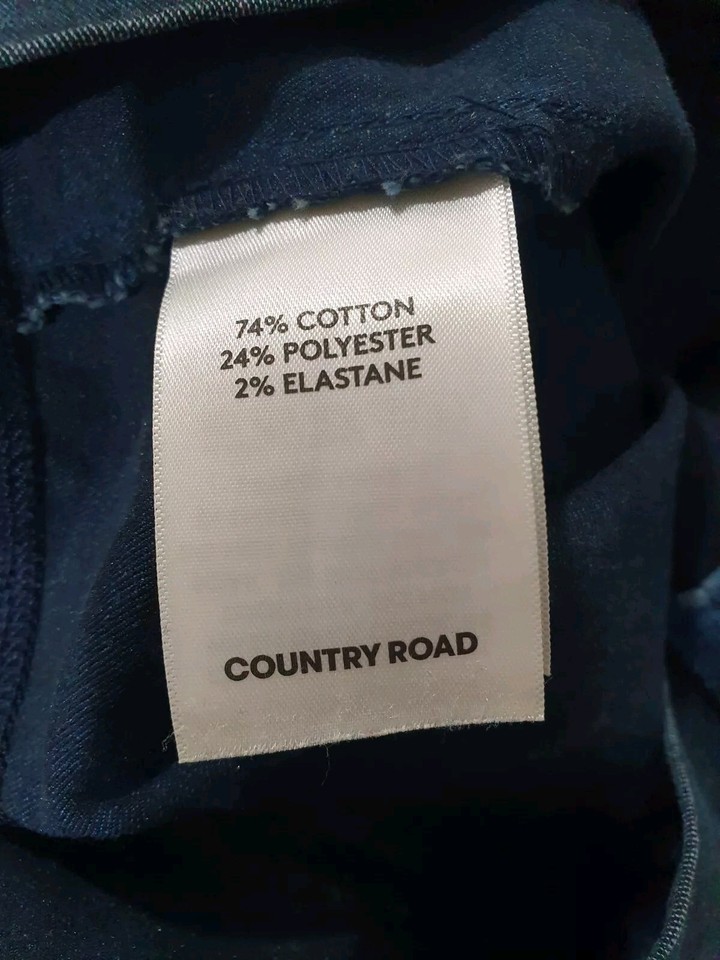 74% COTTON
24% POLYESTER
2% ELASTANE
COUNTRY ROAD